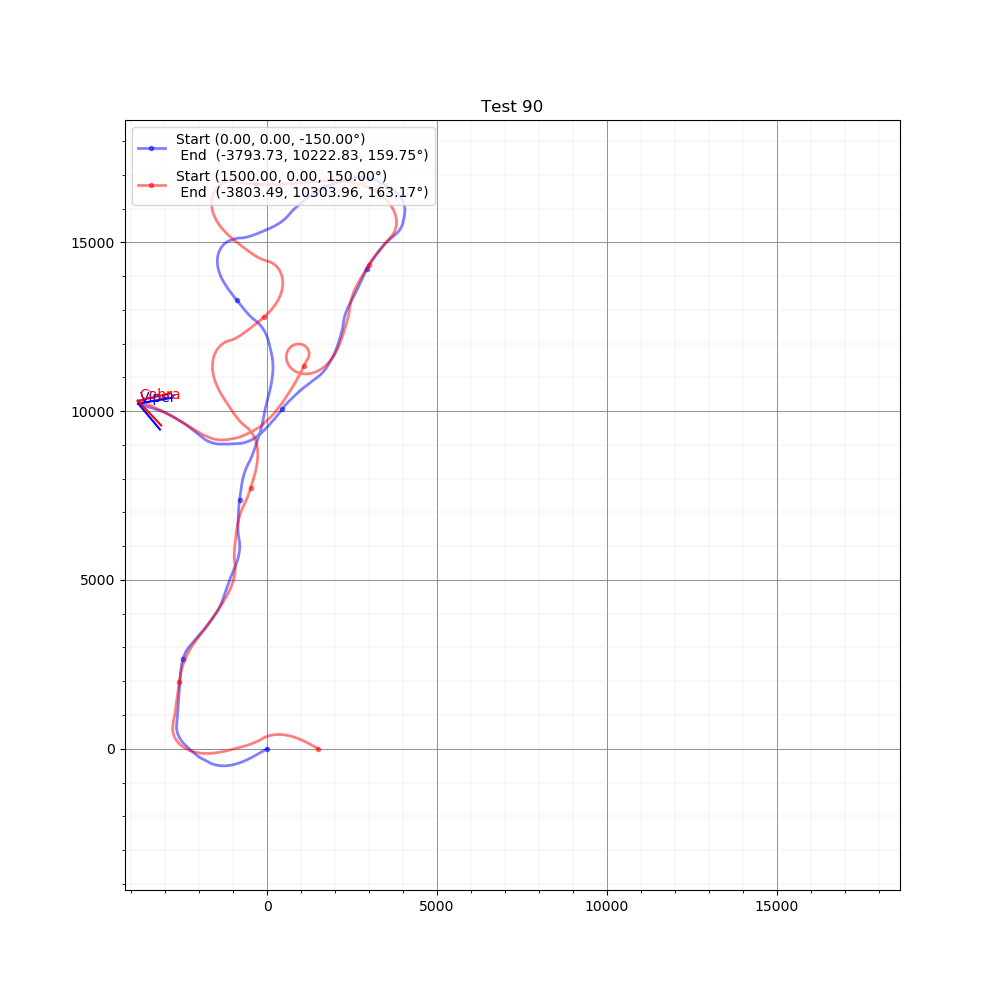 Test 90
Start (0.00, 0.00, -150.00°)
End (-3793.73, 10222.83, 159.75°)
Start (1500.00, 0.00, 150.00°)
End (-3803.49, 10303.96, 163.17°)
15000
10000
5000
0
Cobra
Viper
0
5000
10000
15000